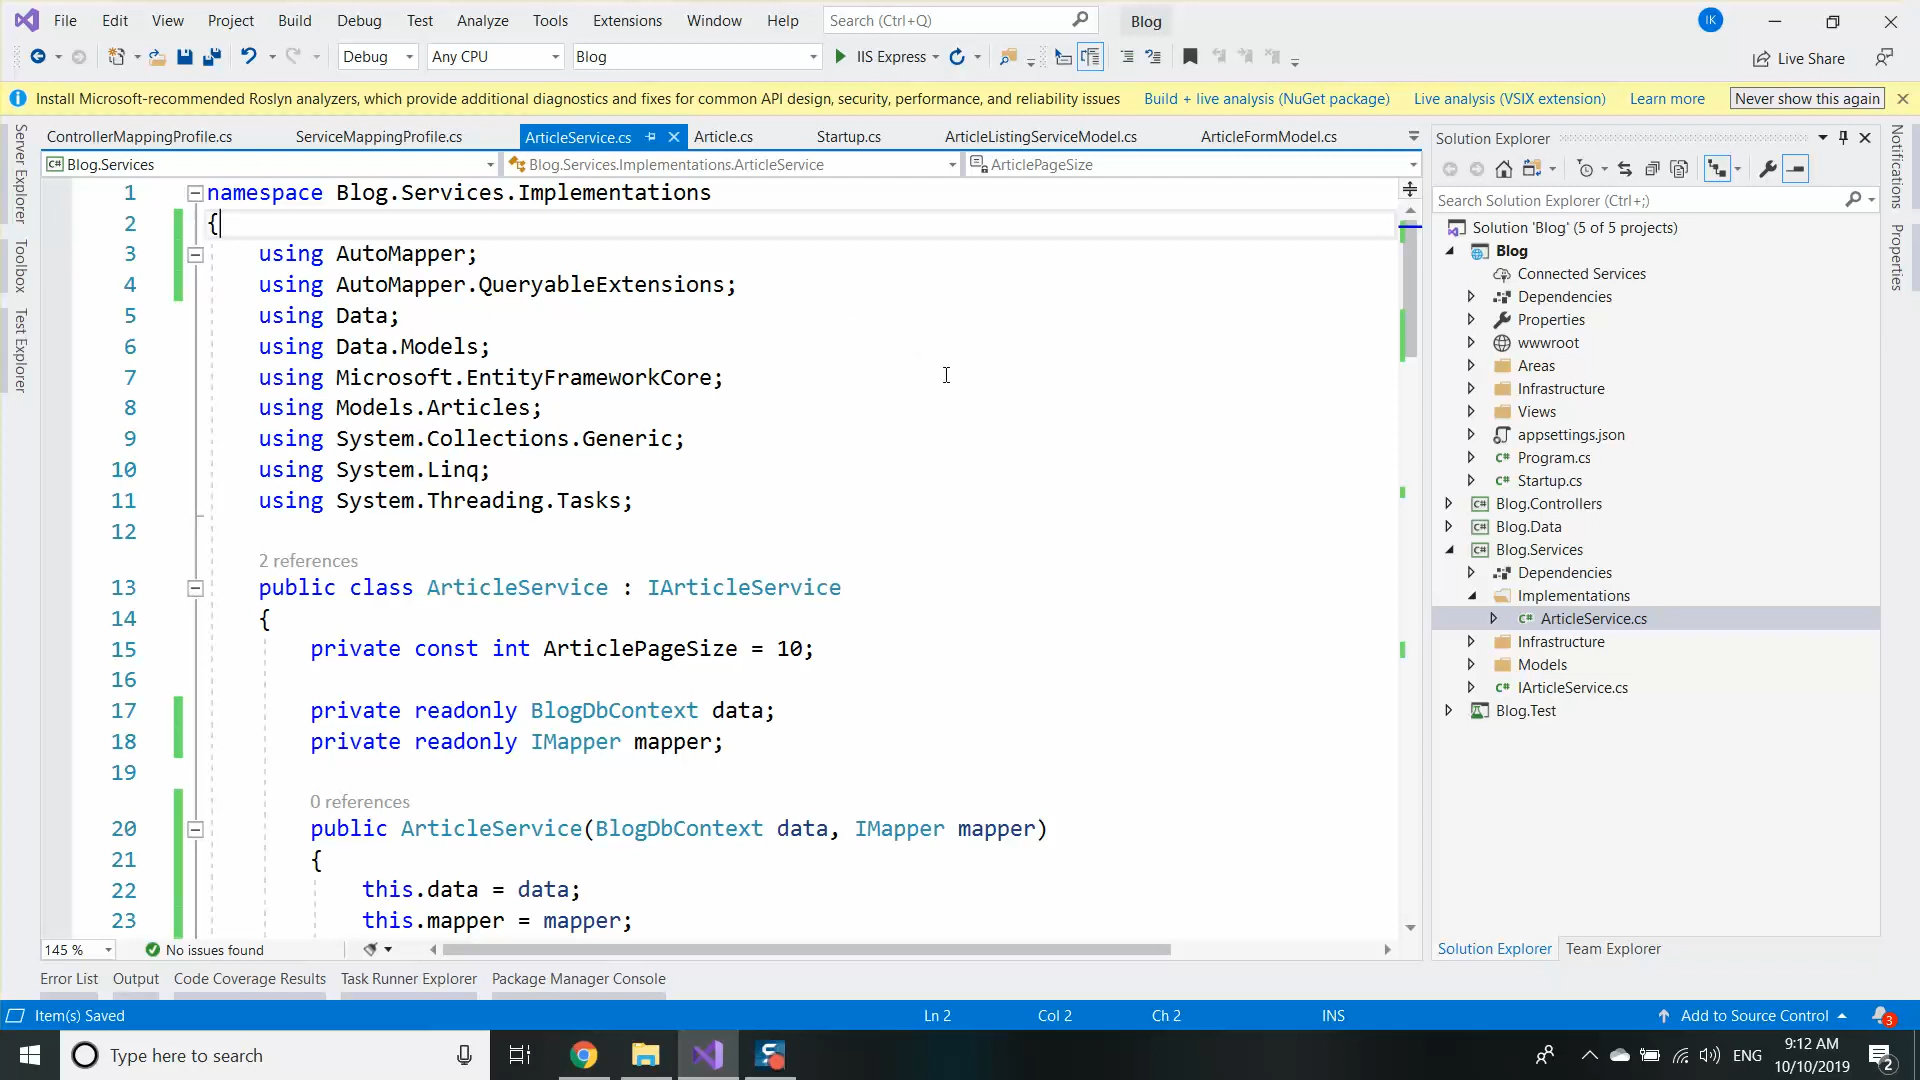 File Edit View Project Build Debug Test Analyze Tools Extensions Window Help Search (Ctrl+Q) Blog IK
Debug Any CPU Blog IIS Express Live Share
Install Microsoft-recommended Roslyn analyzers, which provide additional diagnostics and fixes for common API design, security, performance, and reliability issues Build + live analysis (NuGet package) Live analysis (VSIX extension) Learn more Never show this again
Server Explorer
Toolbox
Test Explorer
ControllerMappingProfile.cs ServiceMappingProfile.cs ArticleService.cs Article.cs Startup.cs ArticleListingServiceModel.cs ArticleFormModel.cs
C# Blog.Services Blog.Services.Implementations.ArticleService ArticlePageSize
1 namespace Blog.Services.Implementations
2 {
3 using AutoMapper;
4 using AutoMapper.QueryableExtensions;
5 using Data;
6 using Data.Models;
7 using Microsoft.EntityFrameworkCore;
8 using Models.Articles;
9 using System.Collections.Generic;
10 using System.Linq;
11 using System.Threading.Tasks;
12
2 references
13 public class ArticleService : IArticleService
14 {
15 private const int ArticlePageSize = 10;
16
17 private readonly BlogDbContext data;
18 private readonly IMapper mapper;
19
0 references
20 public ArticleService(BlogDbContext data, IMapper mapper)
21 {
22 this.data = data;
23 this.mapper = mapper;
145 % No issues found
Solution Explorer
Search Solution Explorer (Ctrl+;)
Solution 'Blog' (5 of 5 projects)
Blog
Connected Services
Dependencies
Properties
wwwroot
Areas
Infrastructure
Views
appsettings.json
C# Program.cs
C# Startup.cs
C# Blog.Controllers
C# Blog.Data
C# Blog.Services
Dependencies
Implementations
C# ArticleService.cs
Infrastructure
Models
C# IArticleService.cs
Blog.Test
Solution Explorer Team Explorer
Notifications
Properties
Error List Output Code Coverage Results Task Runner Explorer Package Manager Console
Item(s) Saved Ln 2 Col 2 Ch 2 INS Add to Source Control 3
Type here to search ENG 9:12 AM
10/10/2019 2